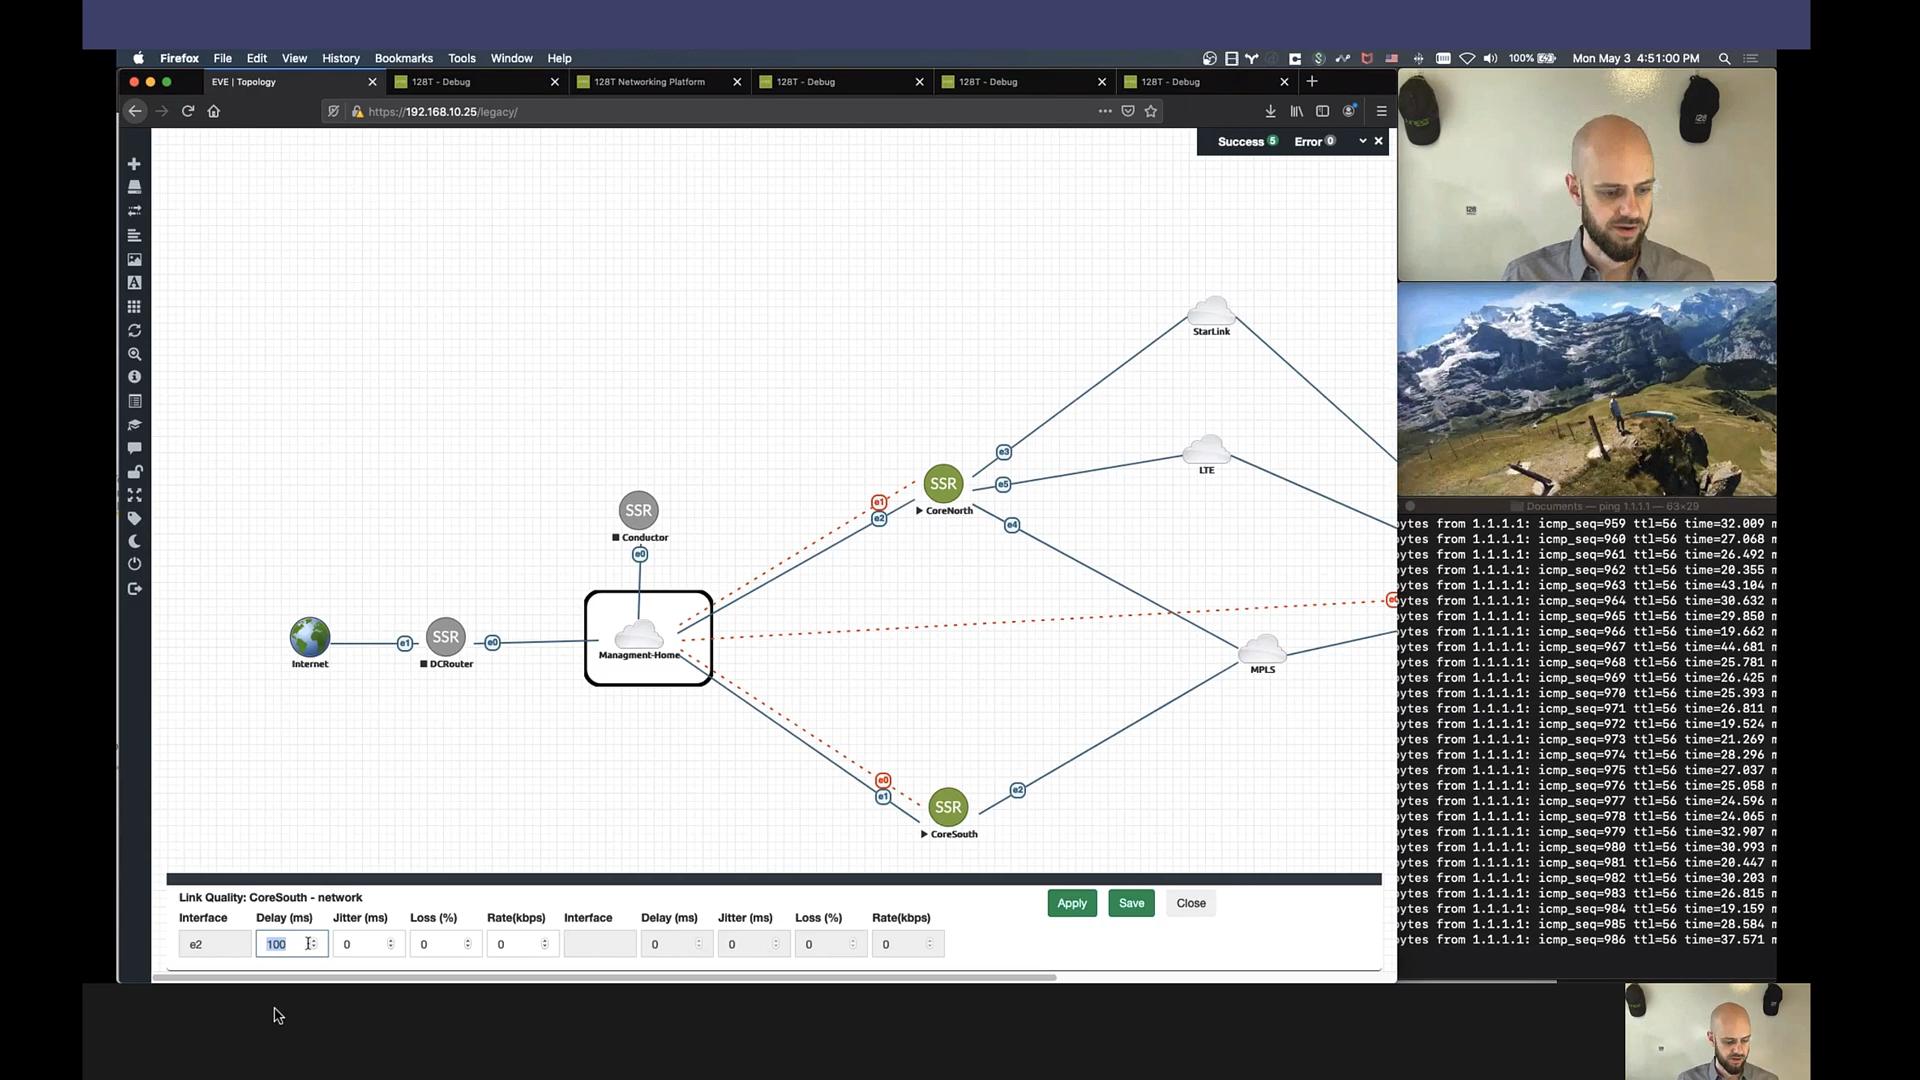 Firefox File Edit View History Bookmarks Tools Window Help
100% Mon May 3 4:51:00 PM
EVE | Topology
128T - Debug
128T Networking Platform
128T - Debug
128T - Debug
128T - Debug
https://192.168.10.25/legacy/
Success 5 Error 0
StarLink
LTE
e3
e5
e4
SSR
CoreNorth
e1
e2
SSR
Conductor
e0
Internet
e1
SSR
DCRouter
e0
Managment-Home
e0
MPLS
e0
e1
SSR
CoreSouth
e2
Link Quality: CoreSouth - network
Apply Save Close
Interface Delay (ms) Jitter (ms) Loss (%) Rate(kbps) Interface Delay (ms) Jitter (ms) Loss (%) Rate(kbps)
e2 100 0 0 0 0 0 0 0
Documents — ping 1.1.1.1 — 63×29
ytes from 1.1.1.1: icmp_seq=959 ttl=56 time=32.009 m
ytes from 1.1.1.1: icmp_seq=960 ttl=56 time=27.068 m
ytes from 1.1.1.1: icmp_seq=961 ttl=56 time=26.492 m
ytes from 1.1.1.1: icmp_seq=962 ttl=56 time=20.355 m
ytes from 1.1.1.1: icmp_seq=963 ttl=56 time=43.104 m
ytes from 1.1.1.1: icmp_seq=964 ttl=56 time=30.632 m
ytes from 1.1.1.1: icmp_seq=965 ttl=56 time=29.850 m
ytes from 1.1.1.1: icmp_seq=966 ttl=56 time=19.662 m
ytes from 1.1.1.1: icmp_seq=967 ttl=56 time=44.681 m
ytes from 1.1.1.1: icmp_seq=968 ttl=56 time=25.781 m
ytes from 1.1.1.1: icmp_seq=969 ttl=56 time=26.425 m
ytes from 1.1.1.1: icmp_seq=970 ttl=56 time=25.393 m
ytes from 1.1.1.1: icmp_seq=971 ttl=56 time=26.811 m
ytes from 1.1.1.1: icmp_seq=972 ttl=56 time=19.524 m
ytes from 1.1.1.1: icmp_seq=973 ttl=56 time=21.269 m
ytes from 1.1.1.1: icmp_seq=974 ttl=56 time=28.296 m
ytes from 1.1.1.1: icmp_seq=975 ttl=56 time=27.037 m
ytes from 1.1.1.1: icmp_seq=976 ttl=56 time=25.058 m
ytes from 1.1.1.1: icmp_seq=977 ttl=56 time=24.596 m
ytes from 1.1.1.1: icmp_seq=978 ttl=56 time=24.065 m
ytes from 1.1.1.1: icmp_seq=979 ttl=56 time=32.907 m
ytes from 1.1.1.1: icmp_seq=980 ttl=56 time=30.993 m
ytes from 1.1.1.1: icmp_seq=981 ttl=56 time=20.447 m
ytes from 1.1.1.1: icmp_seq=982 ttl=56 time=30.203 m
ytes from 1.1.1.1: icmp_seq=983 ttl=56 time=26.815 m
ytes from 1.1.1.1: icmp_seq=984 ttl=56 time=19.159 m
ytes from 1.1.1.1: icmp_seq=985 ttl=56 time=28.584 m
ytes from 1.1.1.1: icmp_seq=986 ttl=56 time=37.571 m